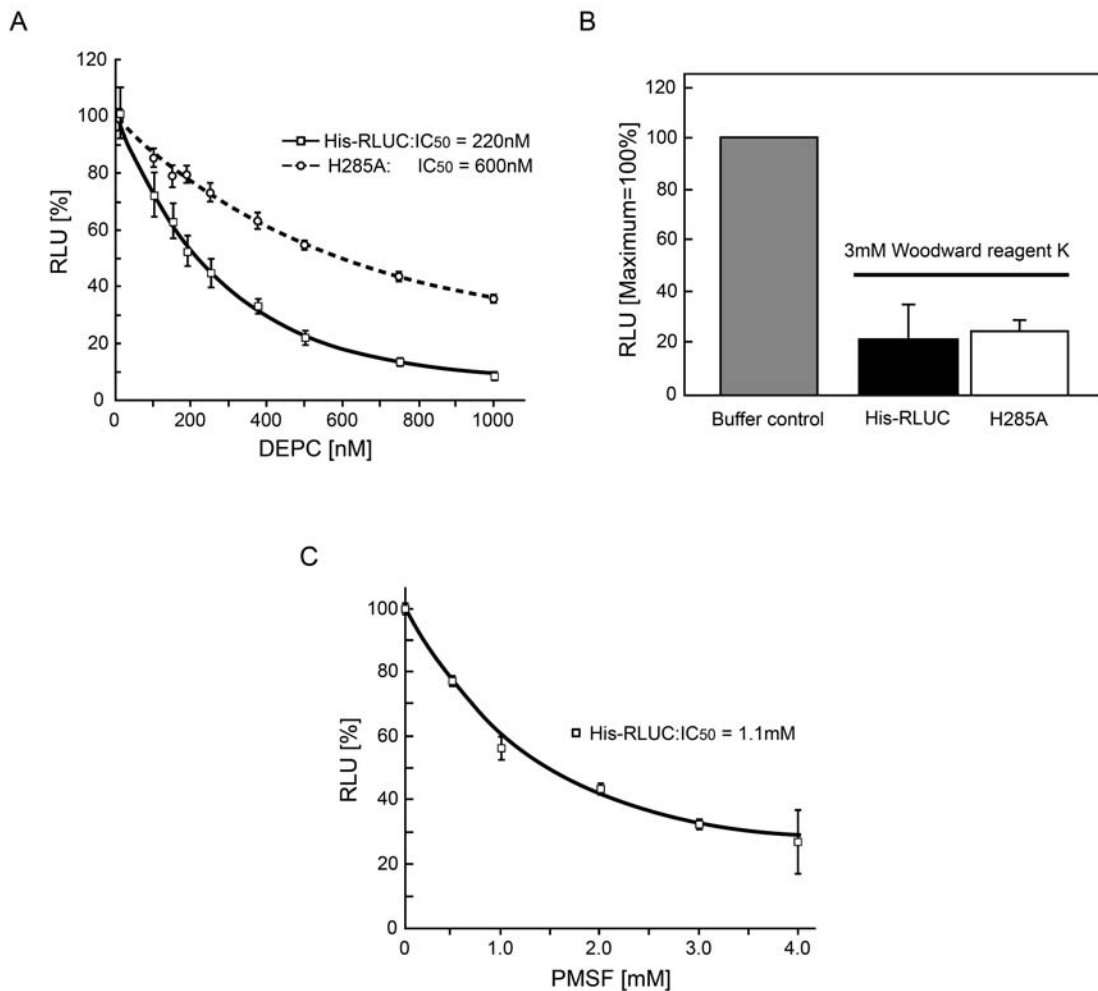 A
RLU [%]
120
100
80
60
40
20
0
0
200
400
600
800
1000
DEPC [nM]
His-RLUC:IC50 = 220nM
H285A: IC50 = 600nM
B
RLU [Maximum=100%]
120
100
80
60
40
20
0
3mM Woodward reagent K
Buffer control
His-RLUC
H285A
C
RLU [%]
100
80
60
40
20
0
0
1.0
2.0
3.0
4.0
PMSF [mM]
His-RLUC:IC50 = 1.1mM